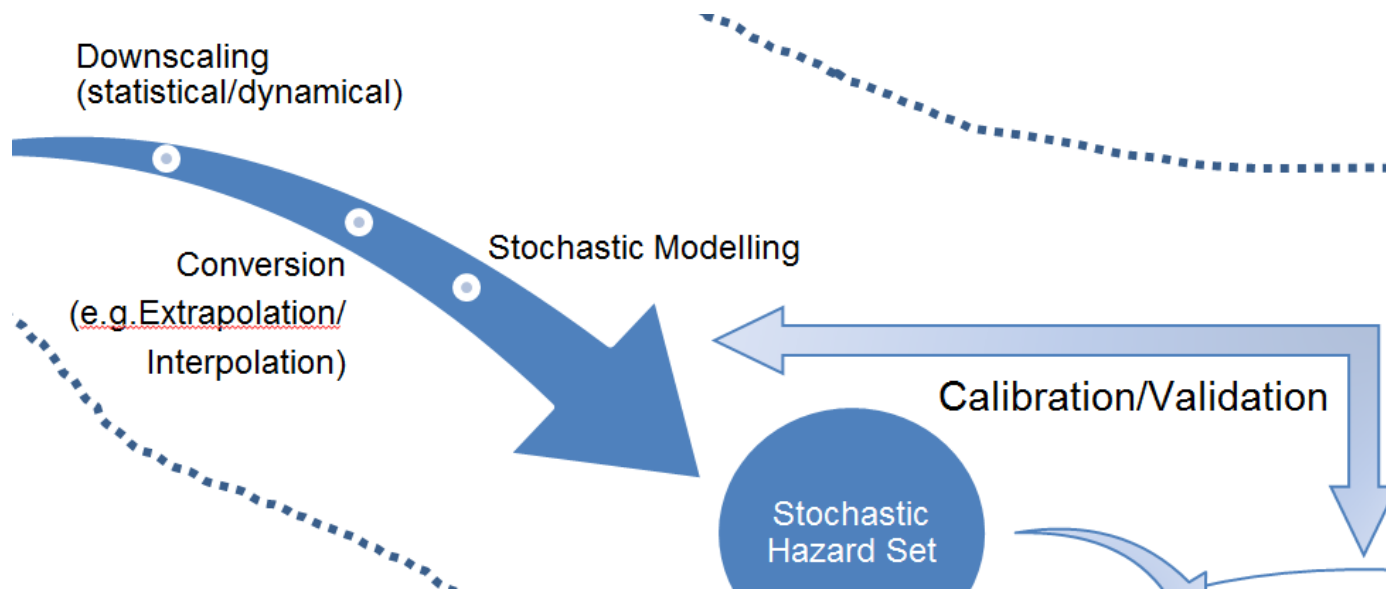 Downscaling
(statistical/dynamical)
Conversion
(e.g.Extrapolation/
Interpolation)
Stochastic Modelling
Calibration/Validation
Stochastic
Hazard Set